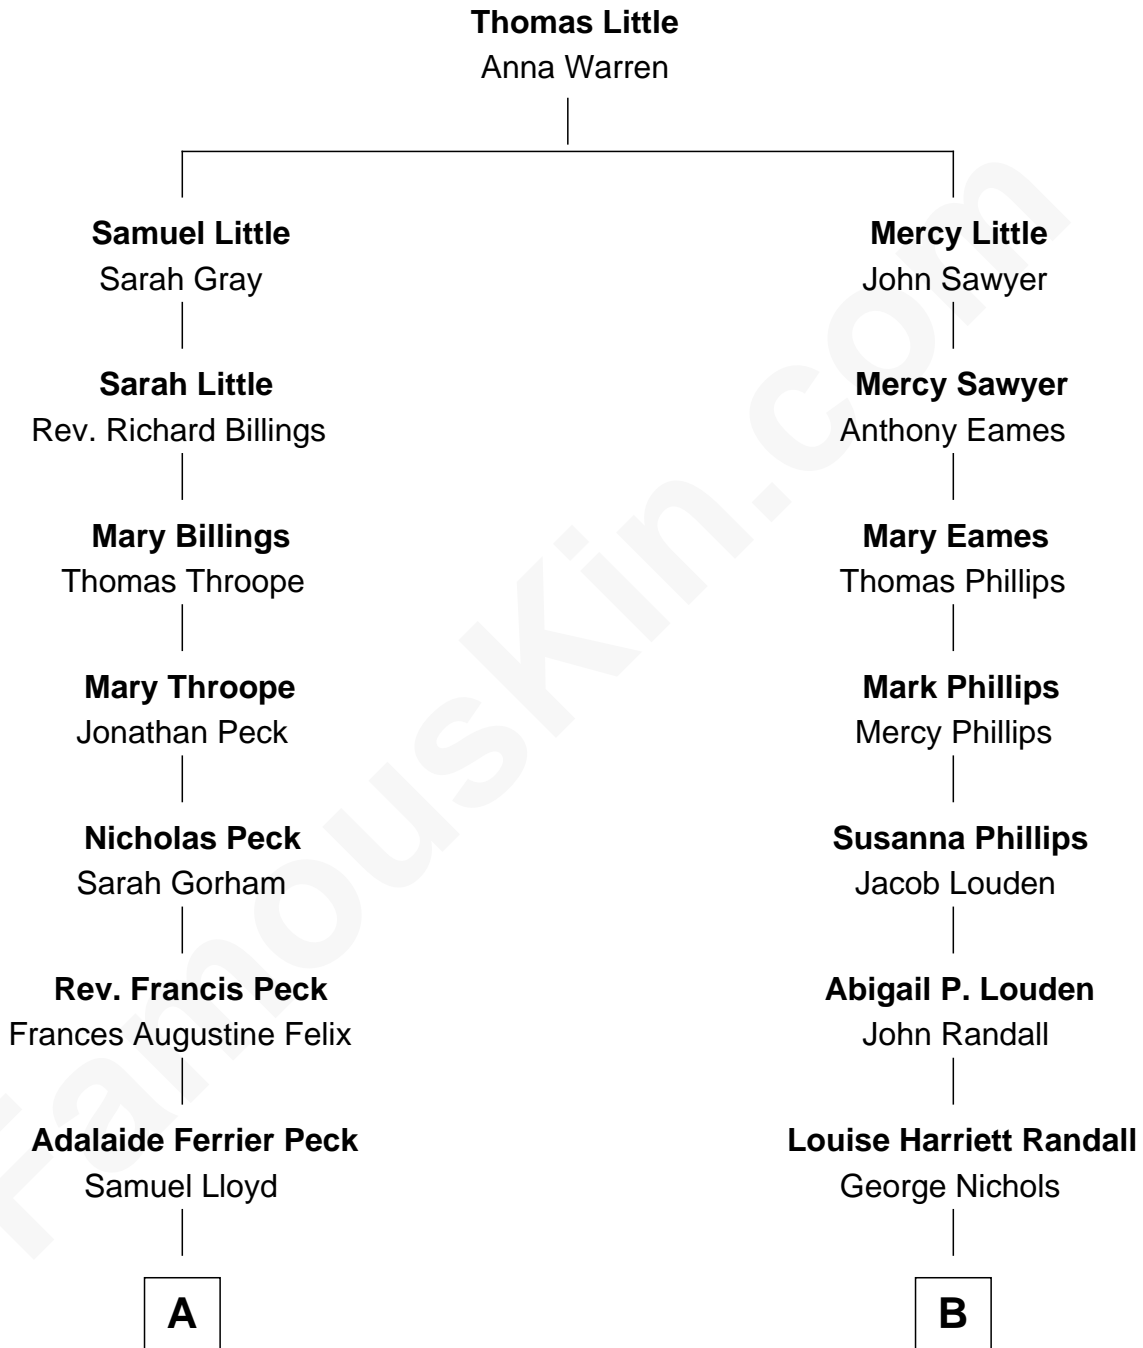 Thomas Little
Anna Warren
Samuel Little
Sarah Gray
Mercy Little
John Sawyer
Sarah Little
Rev. Richard Billings
Mercy Sawyer
Anthony Eames
Mary Billings
Thomas Throope
Mary Eames
Thomas Phillips
Mary Throope
Jonathan Peck
Mark Phillips
Mercy Phillips
Nicholas Peck
Sarah Gorham
Susanna Phillips
Jacob Louden
Rev. Francis Peck
Frances Augustine Felix
Abigail P. Louden
John Randall
Adalaide Ferrier Peck
Samuel Lloyd
Louise Harriett Randall
George Nichols
A
B
FamousKin.com